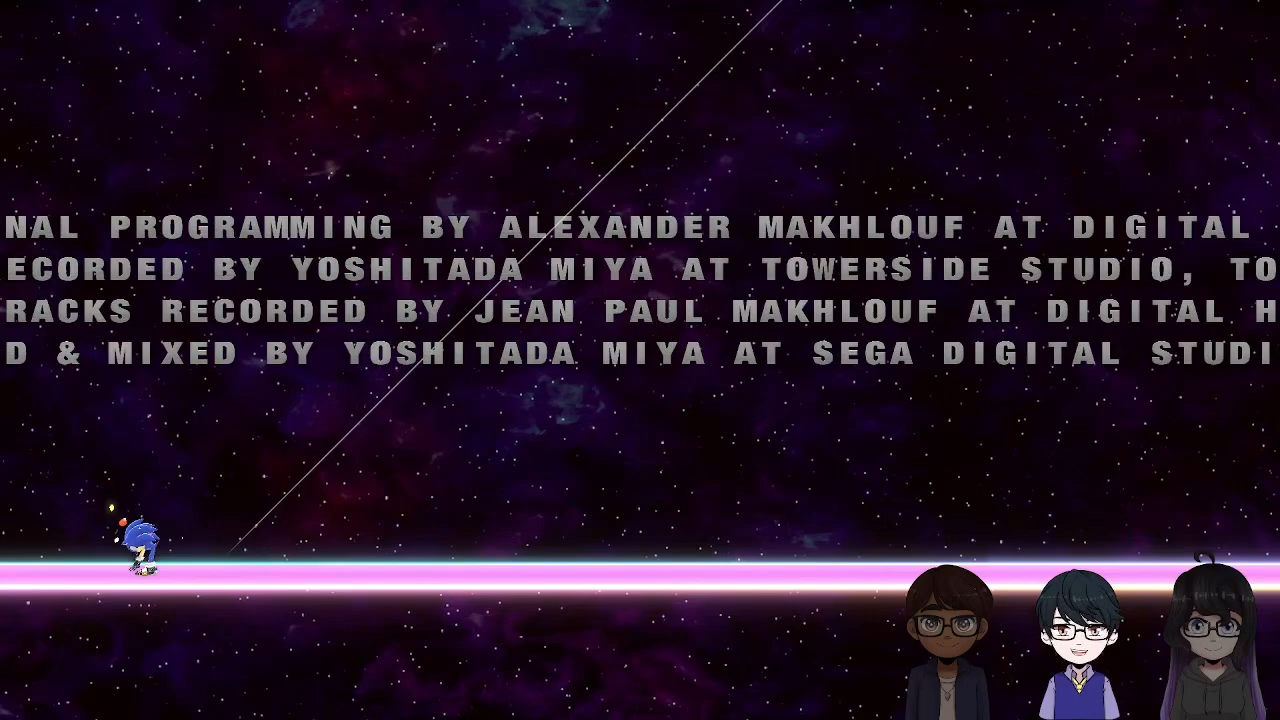 NAL PROGRAMMING BY ALEXANDER MAKHLOUF AT DIGITAL
ECORDED BY YOSHITADA MIYA AT TOWERSIDE STUDIO, TO
RACKS RECORDED BY JEAN PAUL MAKHLOUF AT DIGITAL H
D & MIXED BY YOSHITADA MIYA AT SEGA DIGITAL STUDI